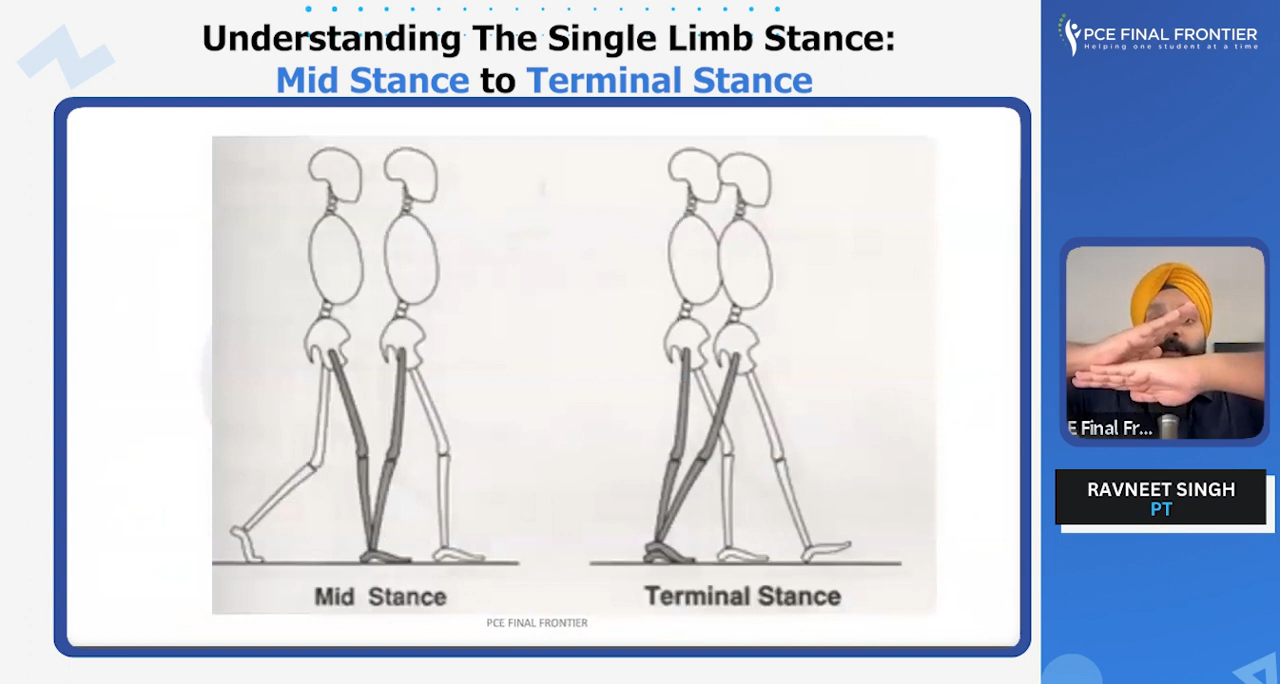 Understanding The Single Limb Stance:
Mid Stance to Terminal Stance
PCE FINAL FRONTIER
Helping one student at a time
Mid Stance
Terminal Stance
PCE FINAL FRONTIER
E Final Fr...
RAVNEET SINGH
PT